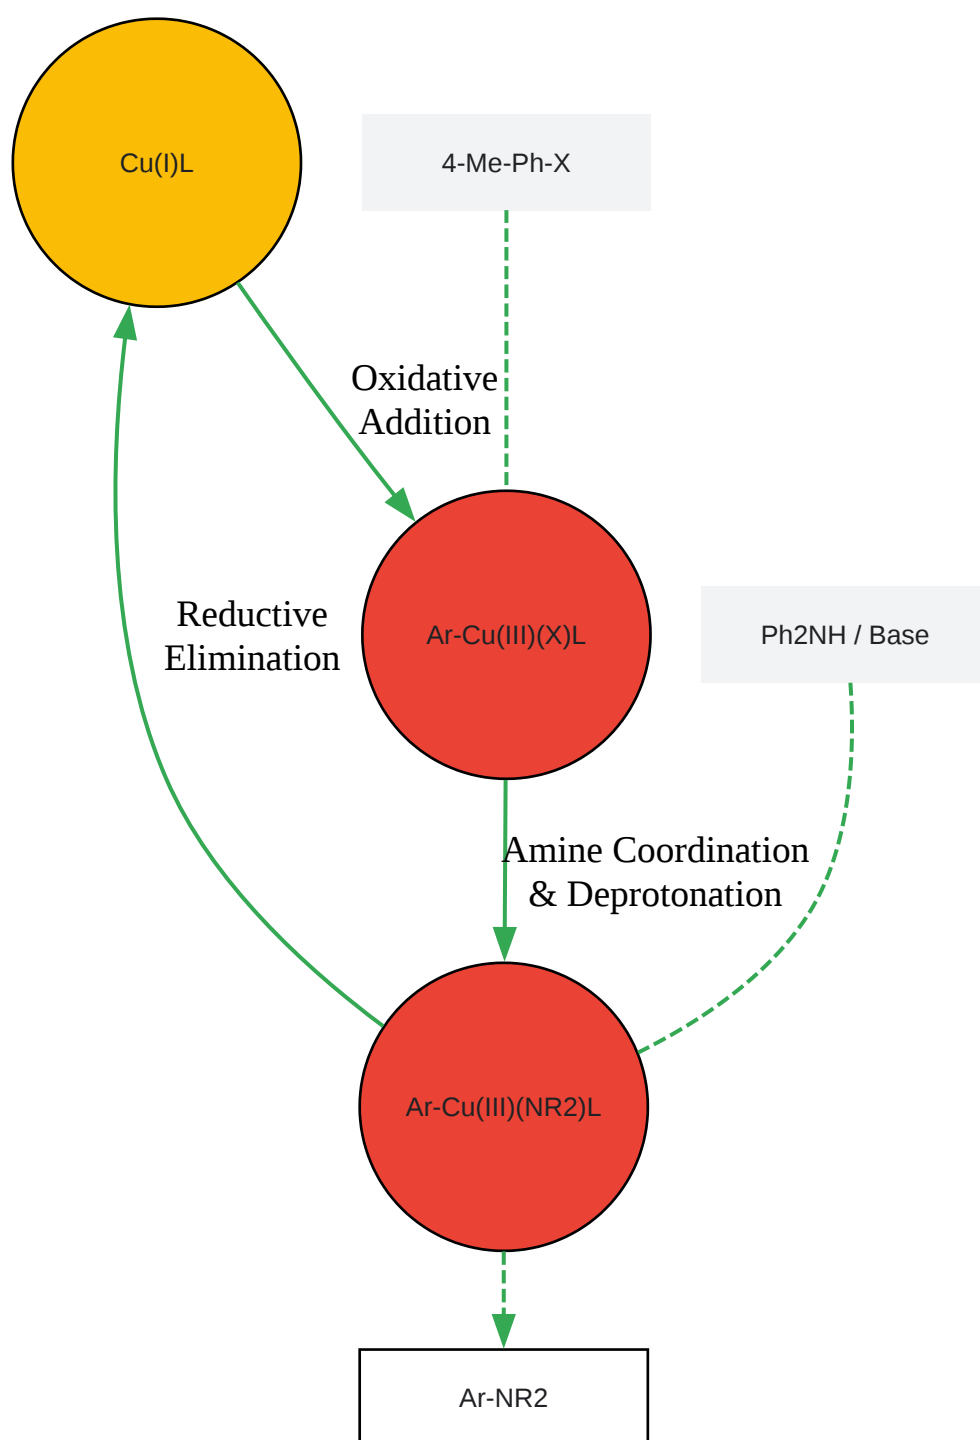 Cu(I)L
4-Me-Ph-X
Oxidative
Addition
Reductive
Elimination
Ar-Cu(III)(X)L
Ph2NH / Base
Amine Coordination
& Deprotonation
Ar-Cu(III)(NR2)L
Ar-NR2